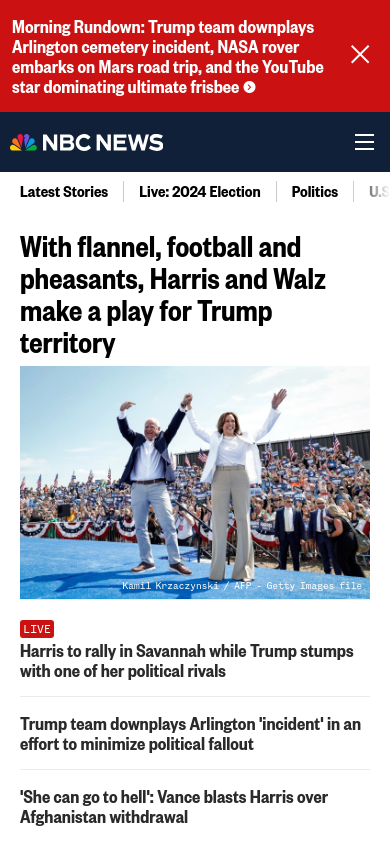 Morning Rundown: Trump team downplays
Arlington cemetery incident, NASA rover
embarks on Mars road trip, and the YouTube
star dominating ultimate frisbee
NBC NEWS
Latest Stories
Live: 2024 Election
Politics
U.S
With flannel, football and
pheasants, Harris and Walz
make a play for Trump
territory
Kamil Krzaczynski / AFP - Getty Images file
LIVE
Harris to rally in Savannah while Trump stumps
with one of her political rivals
Trump team downplays Arlington 'incident' in an
effort to minimize political fallout
'She can go to hell': Vance blasts Harris over
Afghanistan withdrawal